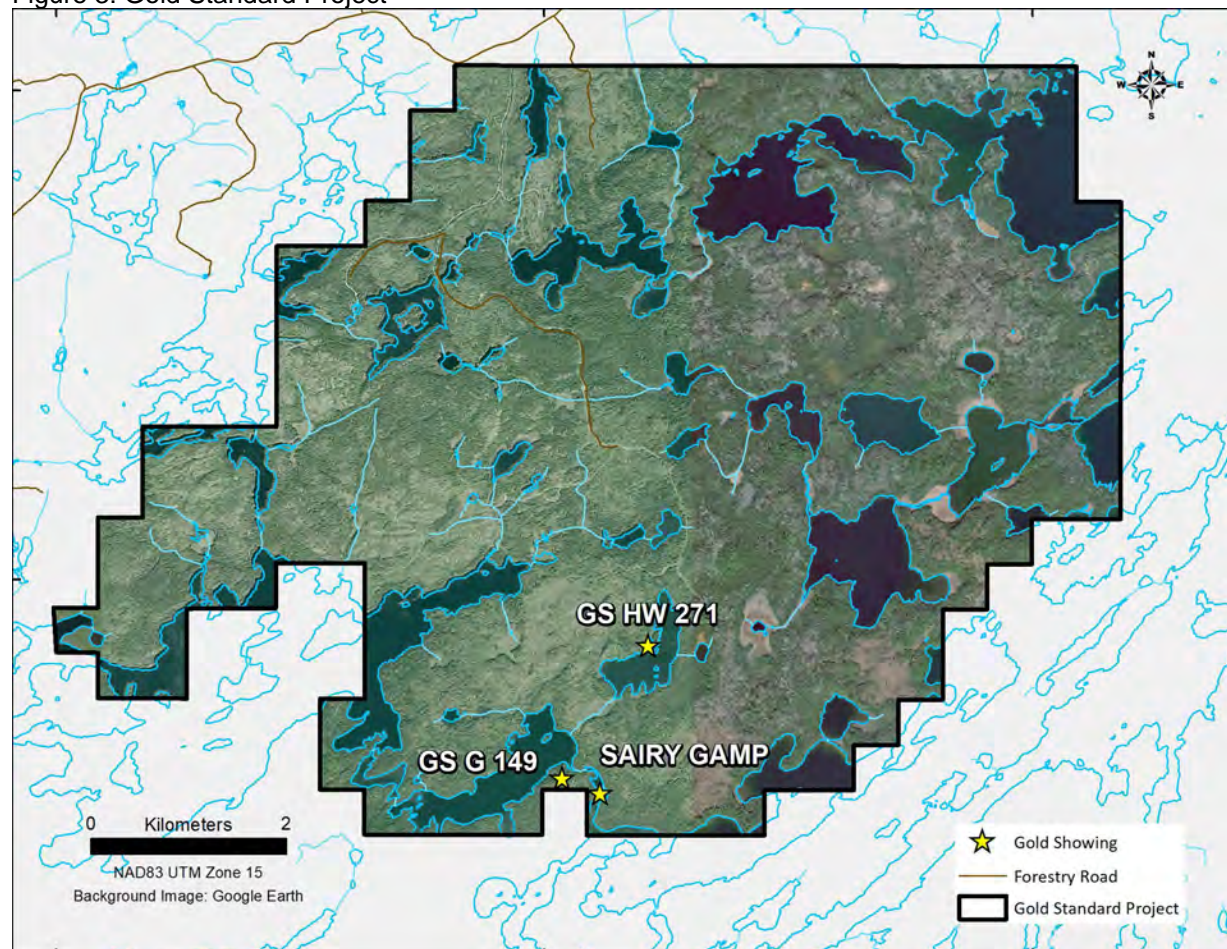 Figure 8: Gold Standard Project
N
W E
S
GS HW 271
GS G 149
SAIRY GAMP
0 Kilometers 2
NAD83 UTM Zone 15
Background Image: Google Earth
Gold Showing
Forestry Road
Gold Standard Project